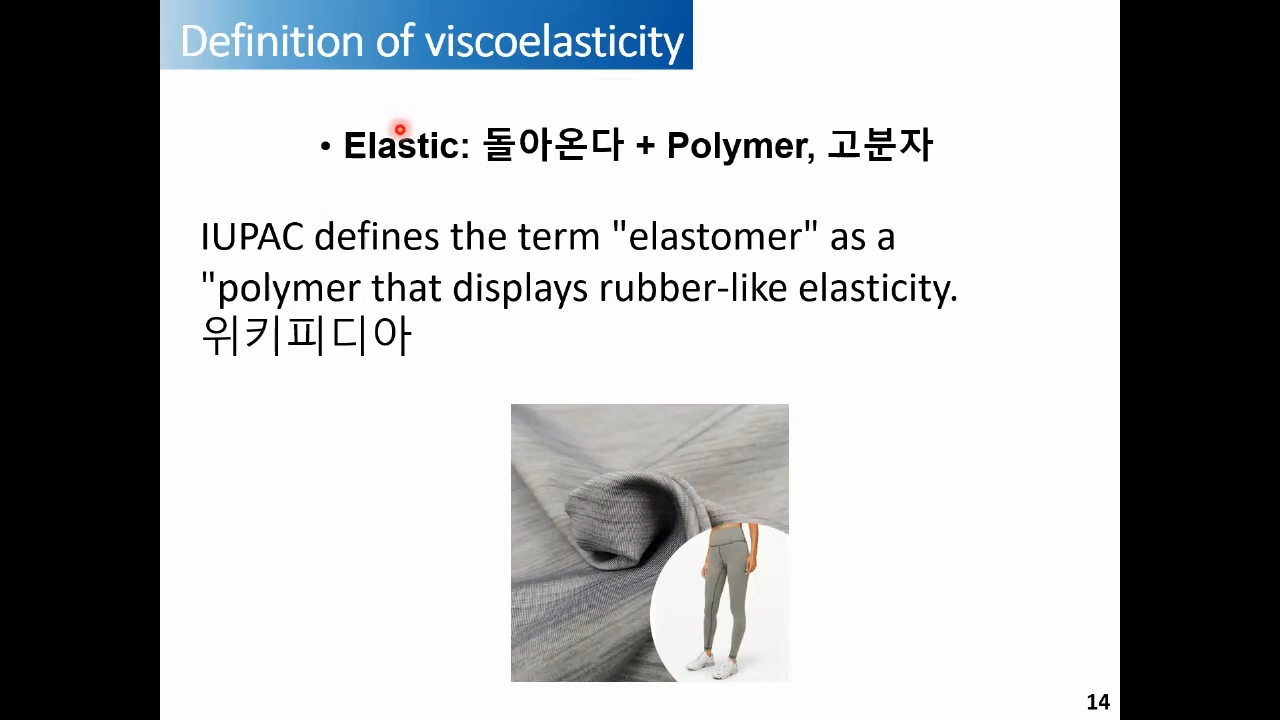 Definition of viscoelasticity
• Elastic: 돌아온다 + Polymer, 고분자
IUPAC defines the term "elastomer" as a
"polymer that displays rubber-like elasticity.
위키피디아
14